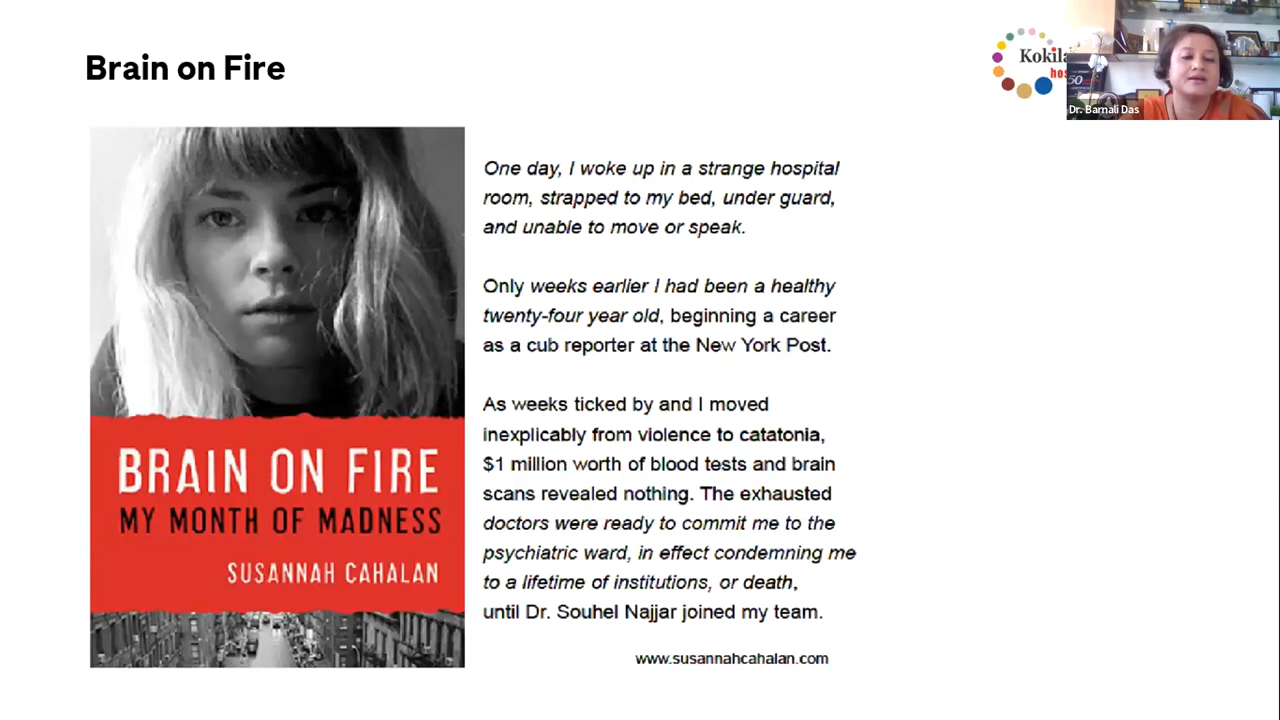 Brain on Fire
Dr. Barnali Das
50
BRAIN ON FIRE
MY MONTH OF MADNESS
SUSANNAH CAHALAN
One day, I woke up in a strange hospital
room, strapped to my bed, under guard,
and unable to move or speak.
Only weeks earlier I had been a healthy
twenty-four year old, beginning a career
as a cub reporter at the New York Post.
As weeks ticked by and I moved
inexplicably from violence to catatonia,
$1 million worth of blood tests and brain
scans revealed nothing. The exhausted
doctors were ready to commit me to the
psychiatric ward, in effect condemning me
to a lifetime of institutions, or death,
until Dr. Souhel Najjar joined my team.
www.susannahcahalan.com